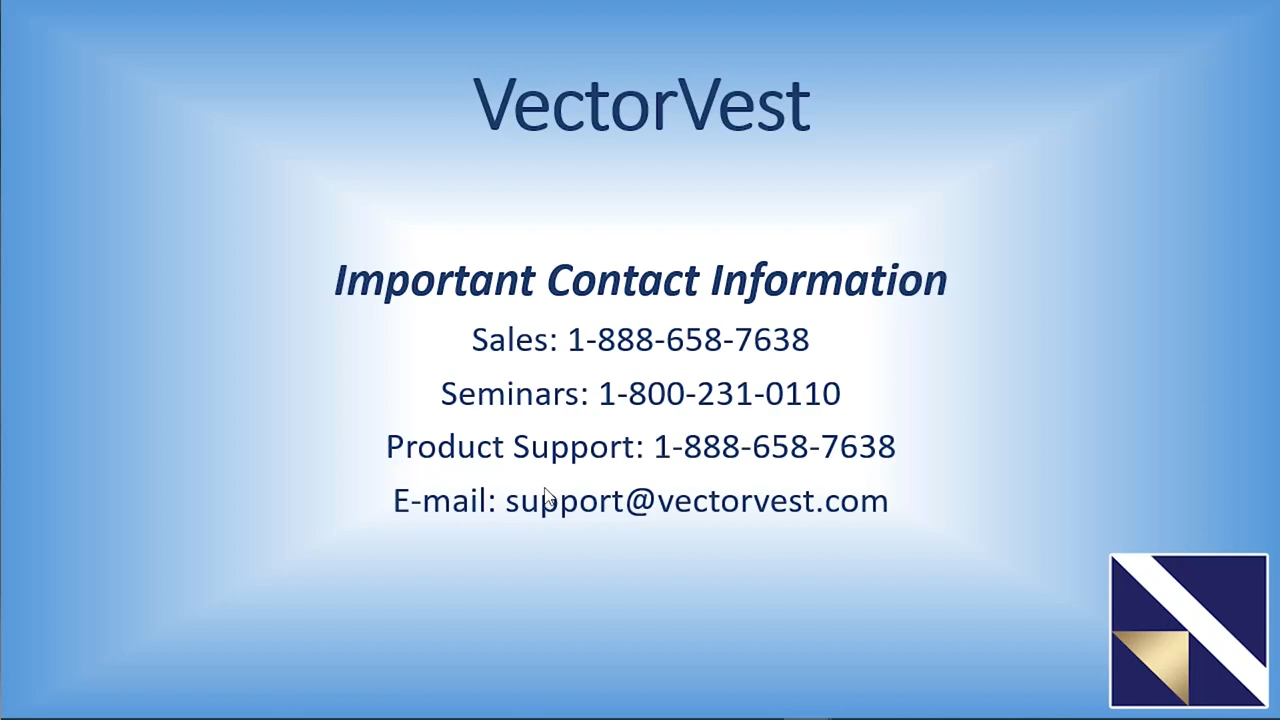 VectorVest
Important Contact Information
Sales: 1-888-658-7638
Seminars: 1-800-231-0110
Product Support: 1-888-658-7638
E-mail: support@vectorvest.com